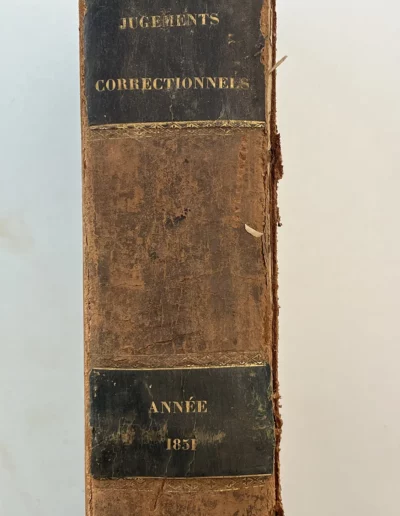 JUGEMENTS
CORRECTIONNELS
ANNÉE
1851